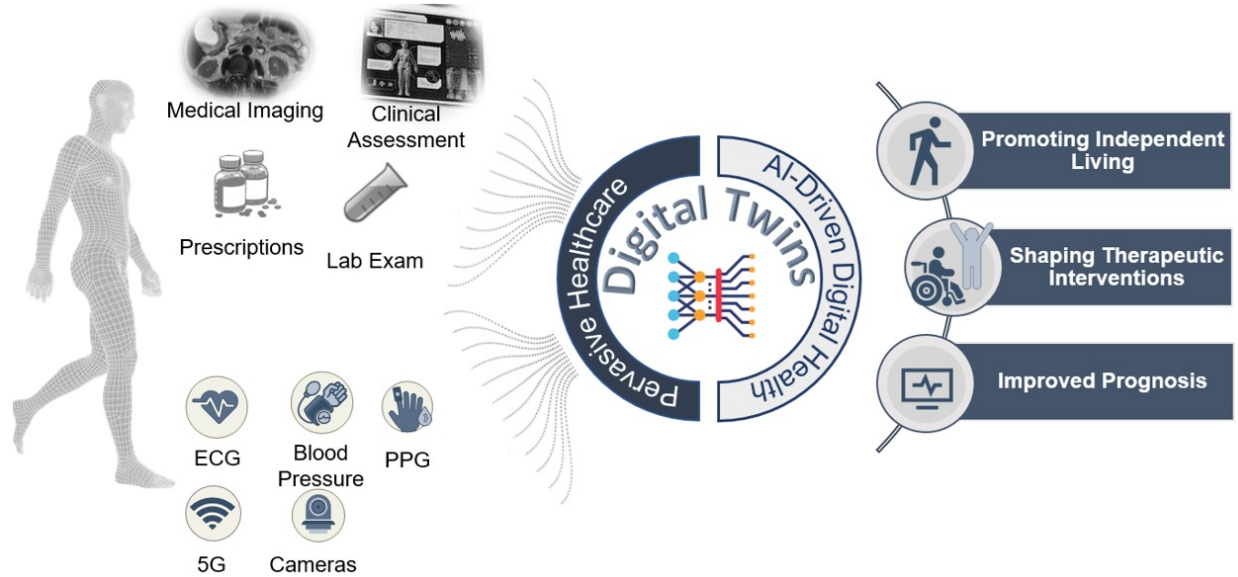 Medical Imaging
Clinical
Assessment
Prescriptions
Lab Exam
ECG
Blood
Pressure
PPG
5G
Cameras
Pervasive Healthcare
Digital Twins
AI-Driven Digital Health
Promoting Independent
Living
Shaping Therapeutic
Interventions
Improved Prognosis